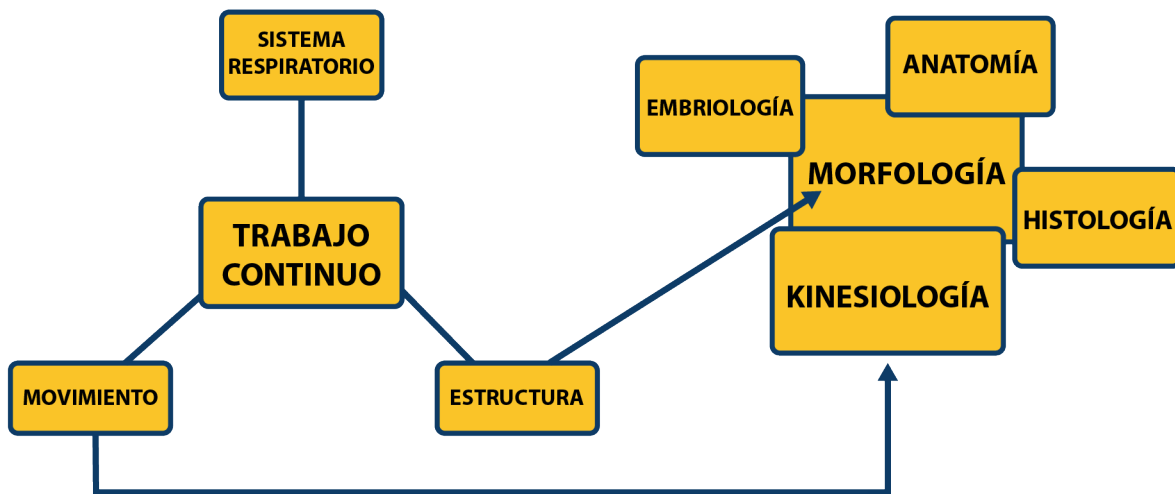 SISTEMA
RESPIRATORIO
ANATOMÍA
EMBRIOLOGÍA
MORFOLOGÍA
HISTOLOGÍA
TRABAJO
CONTINUO
KINESIOLOGÍA
MOVIMIENTO
ESTRUCTURA